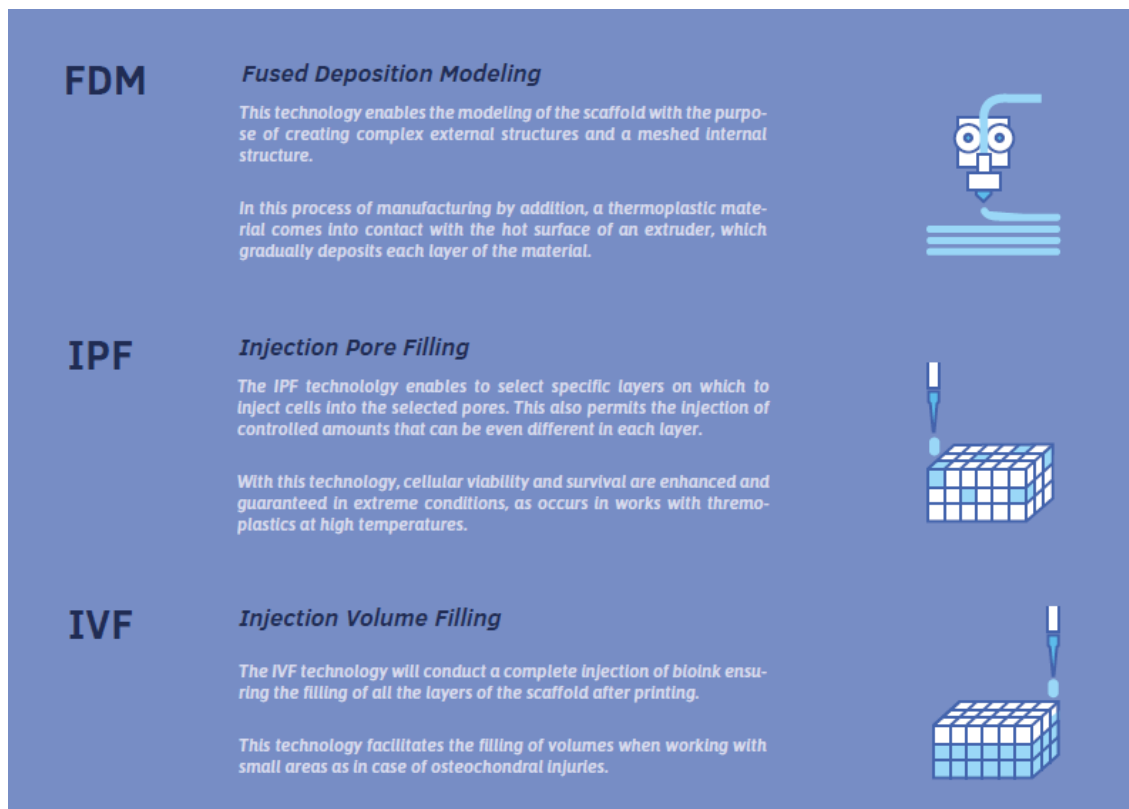 FDM
Fused Deposition Modeling
This technology enables the modeling of the scaffold with the purpo-
se of creating complex external structures and a meshed internal
structure.
In this process of manufacturing by addition, a thermoplastic mate-
rial comes into contact with the hot surface of an extruder, which
gradually deposits each layer of the material.
IPF
Injection Pore Filling
The IPF technololgy enables to select specific layers on which to
inject cells into the selected pores. This also permits the injection of
controlled amounts that can be even different in each layer.
With this technology, cellular viability and survival are enhanced and
guaranteed in extreme conditions, as occurs in works with thremo-
plastics at high temperatures.
IVF
Injection Volume Filling
The IVF technology will conduct a complete injection of bioink ensu-
ring the filling of all the layers of the scaffold after printing.
This technology facilitates the filling of volumes when working with
small areas as in case of osteochondral injuries.